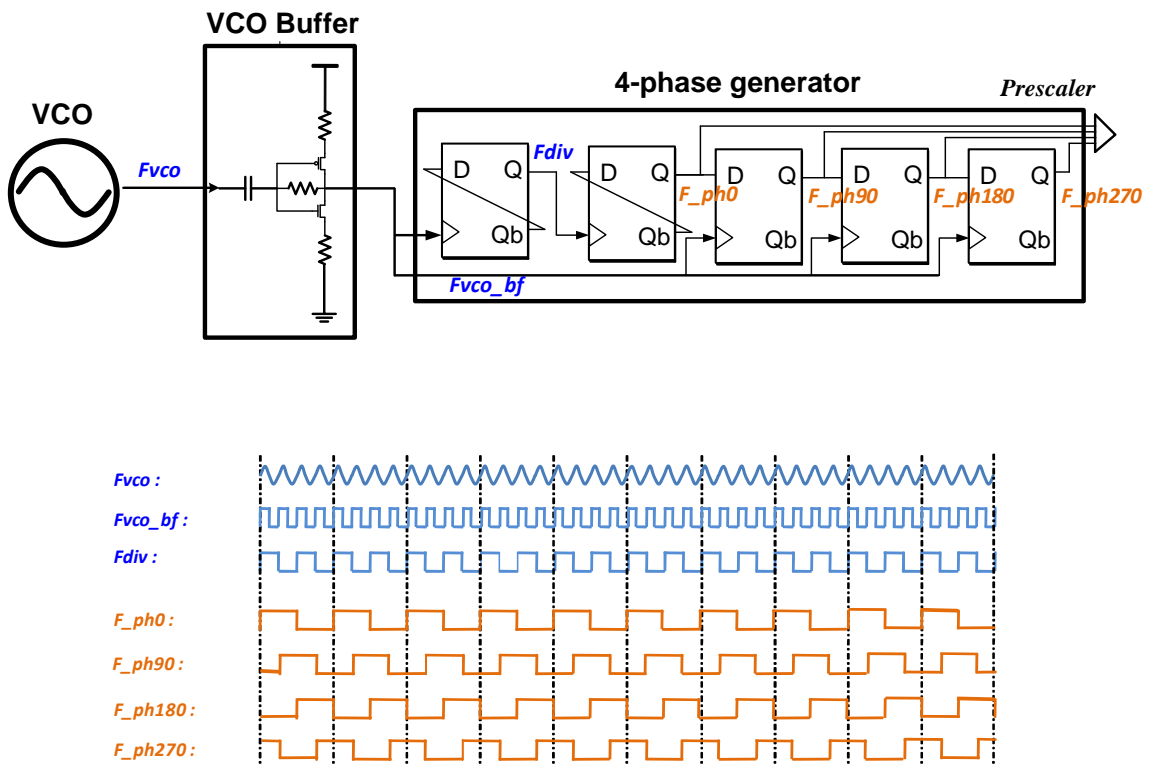 VCO Buffer
4-phase generator
Prescaler
VCO
Fvco
Fdiv
D Q
Qb
D Q
Qb
D Q
Qb
D Q
Qb
D Q
Qb
F_ph0
F_ph90
F_ph180
F_ph270
Fvco_bf
Fvco :
Fvco_bf :
Fdiv :
F_ph0 :
F_ph90 :
F_ph180 :
F_ph270 :